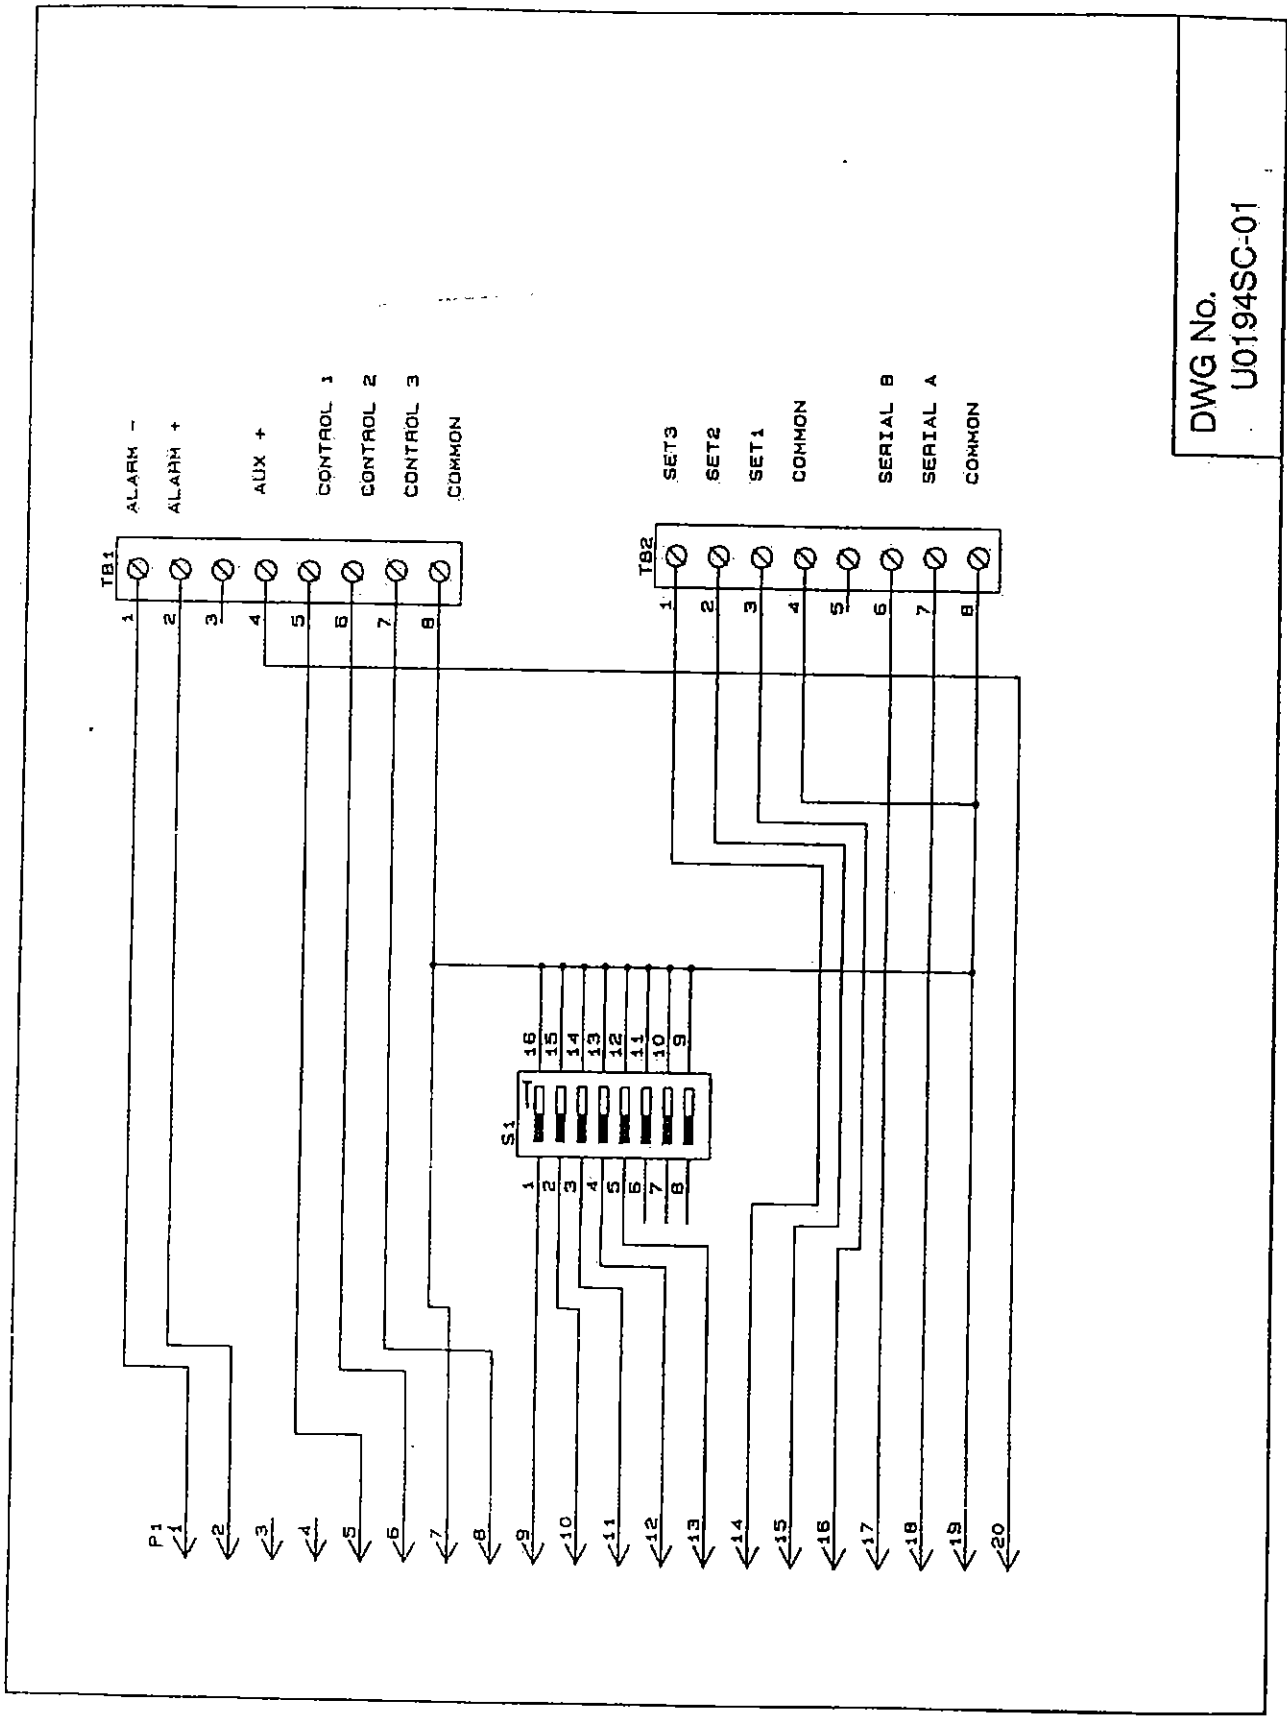 TB1
1 ALARM -
2 ALARM +
3
4 AUX +
5 CONTROL 1
6 CONTROL 2
7 CONTROL 3
8 COMMON
TB2
1 SET3
2 SET2
3 SET1
4 COMMON
5
6 SERIAL B
7 SERIAL A
8 COMMON
S1
1 16
2 15
3 14
4 13
5 12
6 11
7 10
8 9
P1
1
2
3
4
5
6
7
8
9
10
11
12
13
14
15
16
17
18
19
20
DWG No.
U0194SC-01